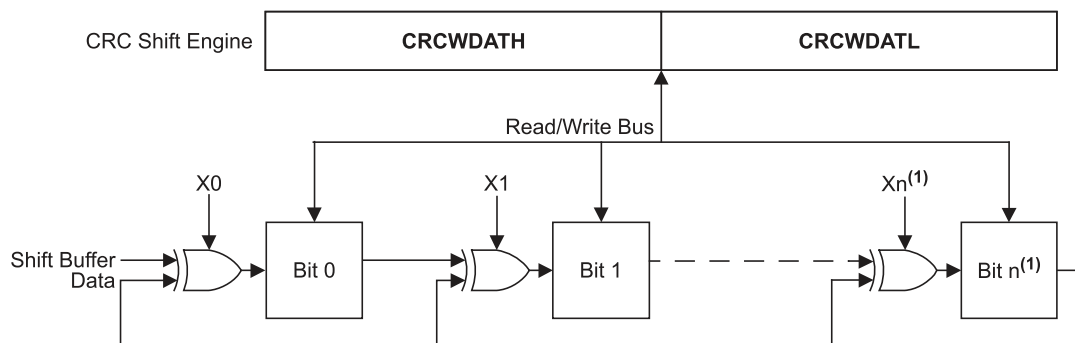 CRC Shift Engine
CRCWDATH
CRCWDATL
Read/Write Bus
X0
X1
Xn(1)
Shift Buffer
Data
Bit 0
Bit 1
Bit n(1)